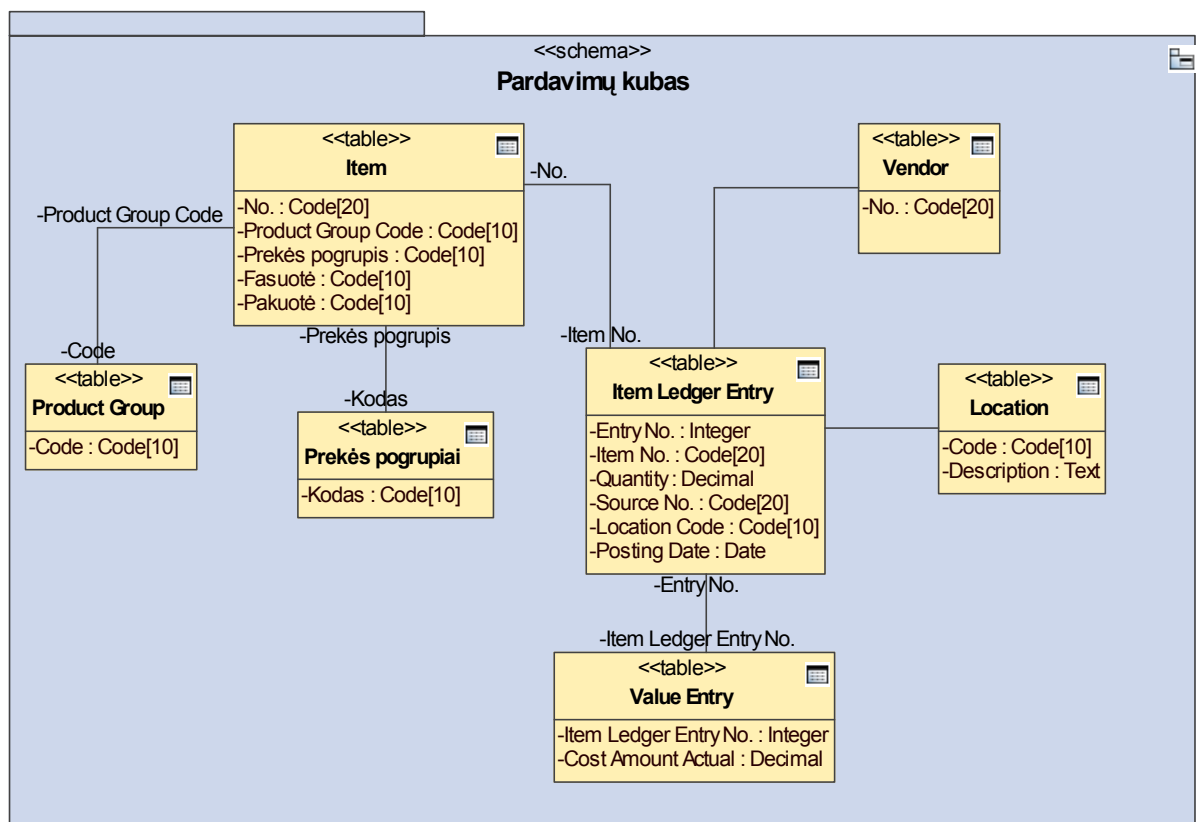 <<schema>>
Pardavimų kubas
<<table>>
Item
-No. : Code[20]
-Product Group Code : Code[10]
-Prekės pogrupis : Code[10]
-Fasuotė : Code[10]
-Pakuotė : Code[10]
-No.
<<table>>
Vendor
-No. : Code[20]
-Product Group Code
-Code
<<table>>
Product Group
-Code : Code[10]
-Prekės pogrupis
-Kodas
<<table>>
Prekės pogrupiai
-Kodas : Code[10]
-Item No.
<<table>>
Item Ledger Entry
-Entry No. : Integer
-Item No. : Code[20]
-Quantity : Decimal
-Source No. : Code[20]
-Location Code : Code[10]
-Posting Date : Date
<<table>>
Location
-Code : Code[10]
-Description : Text
-Entry No.
-Item Ledger Entry No.
<<table>>
Value Entry
-Item Ledger Entry No. : Integer
-Cost Amount Actual : Decimal